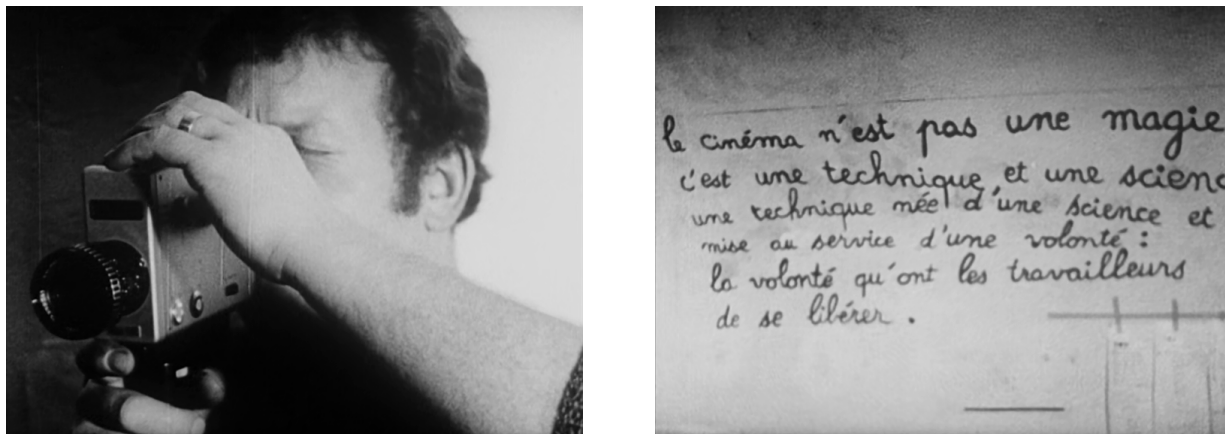 le cinéma n'est pas une magie
c'est une technique et une scienc
une technique née d'une science et
mise au service d'une volonté :
la volonté qu'ont les travailleurs
de se libérer .